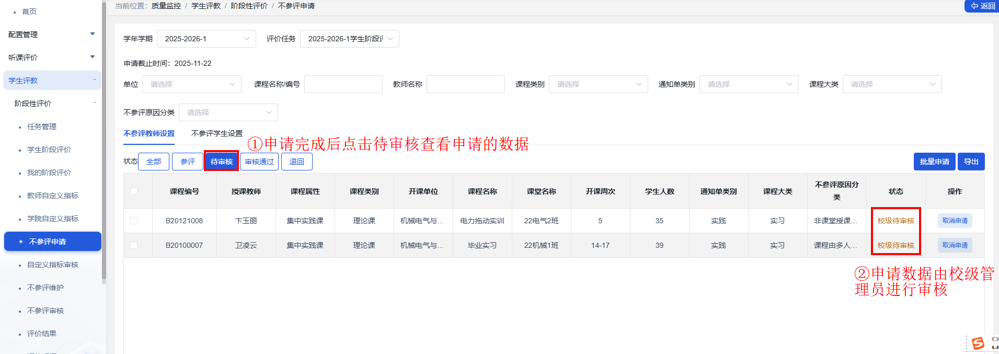 首页
配置管理
听课评价
学生评教
阶段性评价
任务管理
学生阶段评价
我的阶段评价
教师自定义指标
学院自定义指标
不参评申请
自定义指标审核
不参评维护
不参评审核
评价结果
当前位置: 质量监控 / 学生评教 / 阶段性评价 / 不参评申请
返回
学年学期 2025-2026-1 评价任务 2025-2026-1学生阶段评
申请截止时间: 2025-11-22
单位 请选择 课程名称/编号 教师名称 课程类别 请选择 通知单类别 请选择 课程大类 请选择
不参评原因分类 请选择
不参评教师设置 不参评学生设置
①申请完成后点击待审核查看申请的数据
状态 全部 参评 待审核 审核通过 退回 批量申请 导出
课程编号 授课教师 课程属性 课程类别 开课单位 课程名称 课堂名称 开课周次 学生人数 通知单类别 课程大类 不参评原因分类 状态 操作
B20121008 卞玉丽 集中实践课 理论课 机械电气与... 电力拖动实训 22电气2班 5 35 实践 实习 非课堂授课... 校级待审核 取消申请
B20100007 卫凌云 集中实践课 理论课 机械电气与... 毕业实习 22机械1班 14-17 39 实践 实习 课程由多人... 校级待审核 取消申请
②申请数据由校级管
理员进行审核